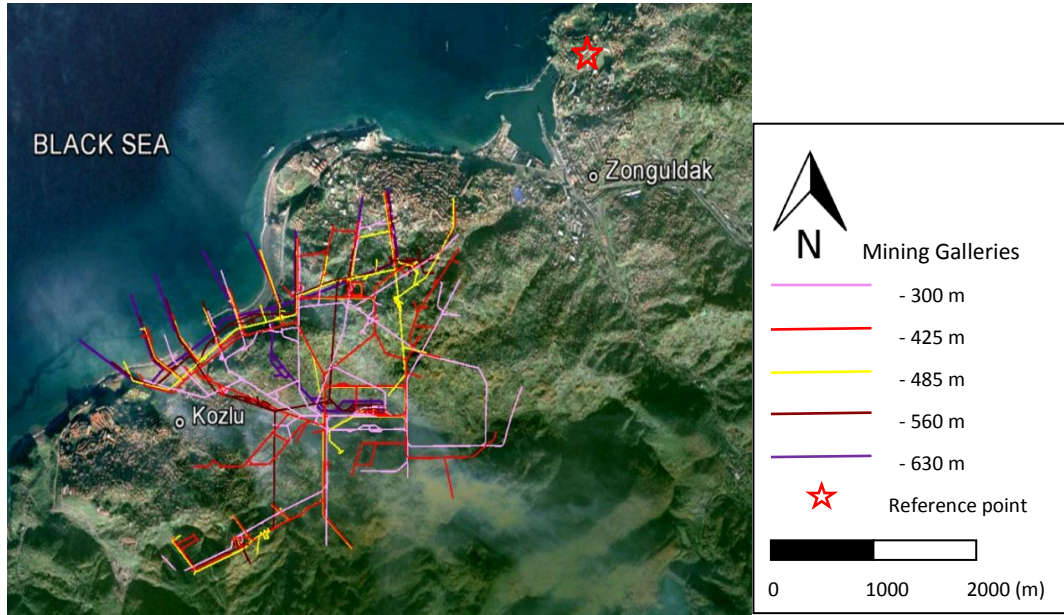 BLACK SEA
Zonguldak
Kozlu
N
Mining Galleries
- 300 m
- 425 m
- 485 m
- 560 m
- 630 m
Reference point
0 1000 2000 (m)